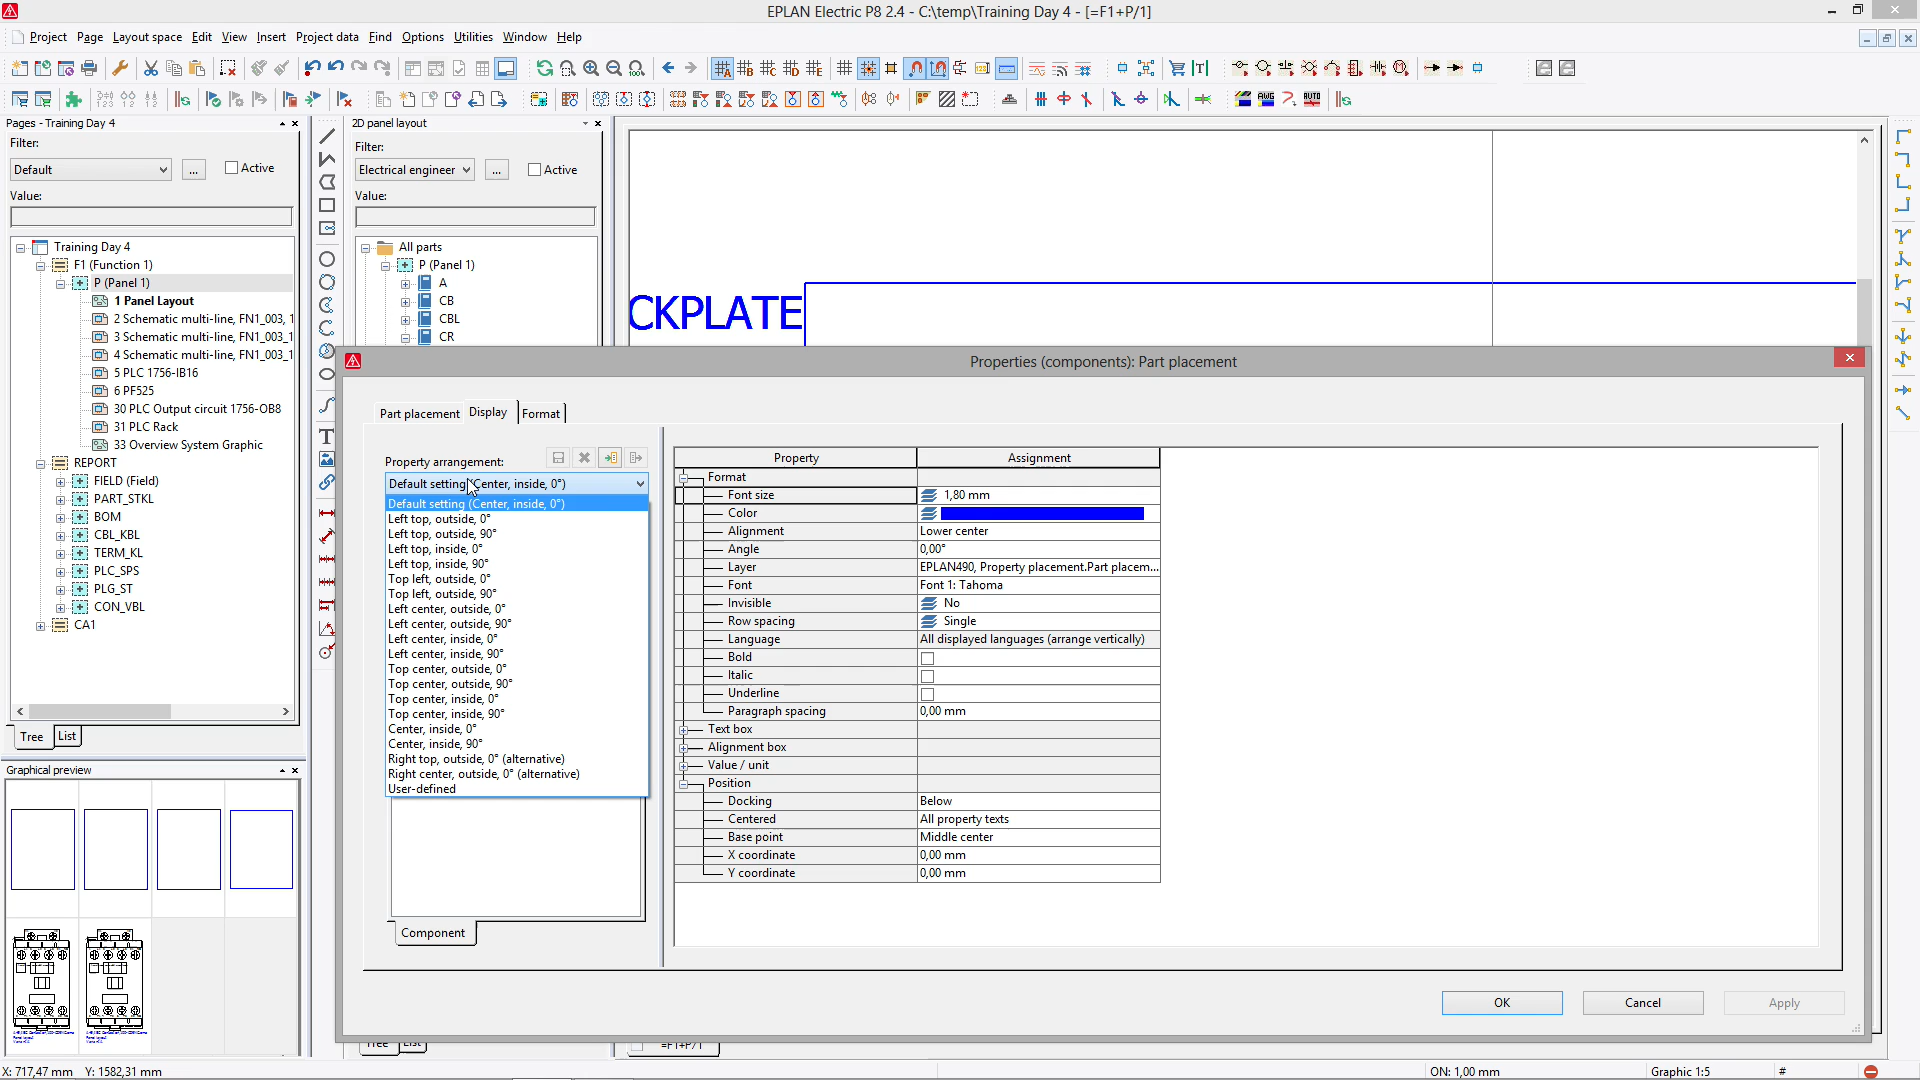 EPLAN Electric P8 2.4 - C:\temp\Training Day 4 - [=F1+P/1]
Project Page Layout space Edit View Insert Project data Find Options Utilities Window Help
Pages - Training Day 4
Filter:
Default
...
Active
Value:
Training Day 4
F1 (Function 1)
P (Panel 1)
1 Panel Layout
2 Schematic multi-line, FN1_003, 1
3 Schematic multi-line, FN1_003_1
4 Schematic multi-line, FN1_003_1
5 PLC 1756-IB16
6 PF525
30 PLC Output circuit 1756-OB8
31 PLC Rack
33 Overview System Graphic
REPORT
FIELD (Field)
PART_STKL
BOM
CBL_KBL
TERM_KL
PLC_SPS
PLG_ST
CON_VBL
CA1
Tree List
Graphical preview
2D panel layout
Filter:
Electrical engineer
...
Active
Value:
All parts
P (Panel 1)
A
CB
CBL
CR
CKPLATE
Properties (components): Part placement
Part placement Display Format
Property arrangement:
Default setting (Center, inside, 0°)
Default setting (Center, inside, 0°)
Left top, outside, 0°
Left top, outside, 90°
Left top, inside, 0°
Left top, inside, 90°
Top left, outside, 0°
Top left, outside, 90°
Left center, outside, 0°
Left center, outside, 90°
Left center, inside, 0°
Left center, inside, 90°
Top center, outside, 0°
Top center, outside, 90°
Top center, inside, 0°
Top center, inside, 90°
Center, inside, 0°
Center, inside, 90°
Right top, outside, 0° (alternative)
Right center, outside, 0° (alternative)
User-defined
Component
Property Assignment
Format
Font size 1,80 mm
Color
Alignment Lower center
Angle 0,00°
Layer EPLAN490, Property placement.Part placem...
Font Font 1: Tahoma
Invisible No
Row spacing Single
Language All displayed languages (arrange vertically)
Bold
Italic
Underline
Paragraph spacing 0,00 mm
Text box
Alignment box
Value / unit
Position
Docking Below
Centered All property texts
Base point Middle center
X coordinate 0,00 mm
Y coordinate 0,00 mm
OK Cancel Apply
Tree List
=F1+P/1
X: 717,47 mm Y: 1582,31 mm
ON: 1,00 mm
Graphic 1:5
#